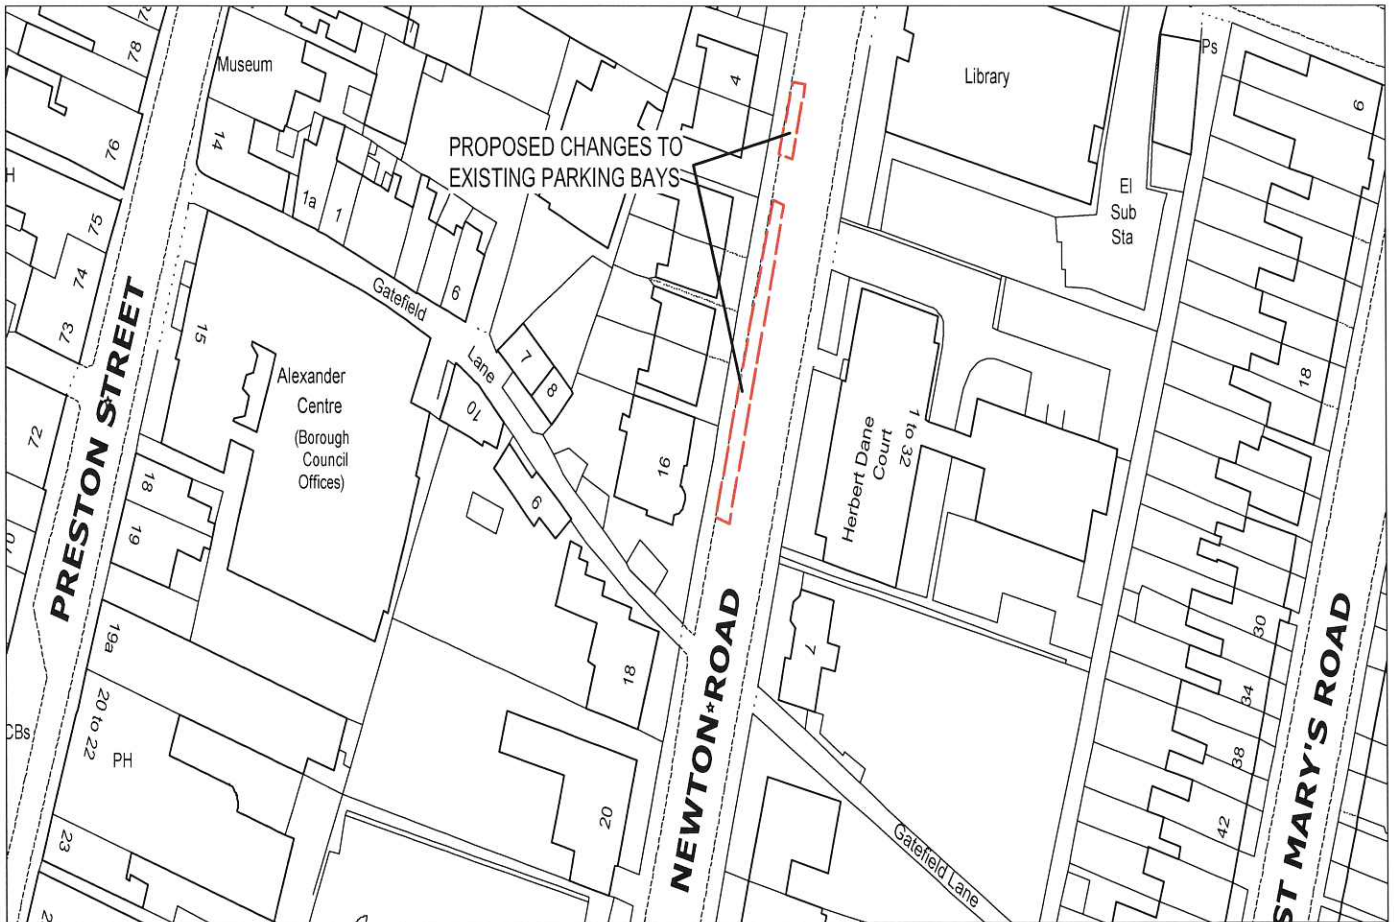 78
76
75
74
73
72
H
Museum
14
1a
1
6
4
Library
Ps
9
PROPOSED CHANGES TO
EXISTING PARKING BAYS
El
Sub
Sta
Gatefield
Lane
7
8
10
9
15
Alexander
Centre
(Borough
Council
Offices)
18
19
19a
20 to 22
PH
23
CBs
PRESTON STREET
16
18
20
NEWTON ROAD
Herbert Dane
Court
1 to 32
7
Gatefield Lane
18
30
34
38
42
ST MARY'S ROAD